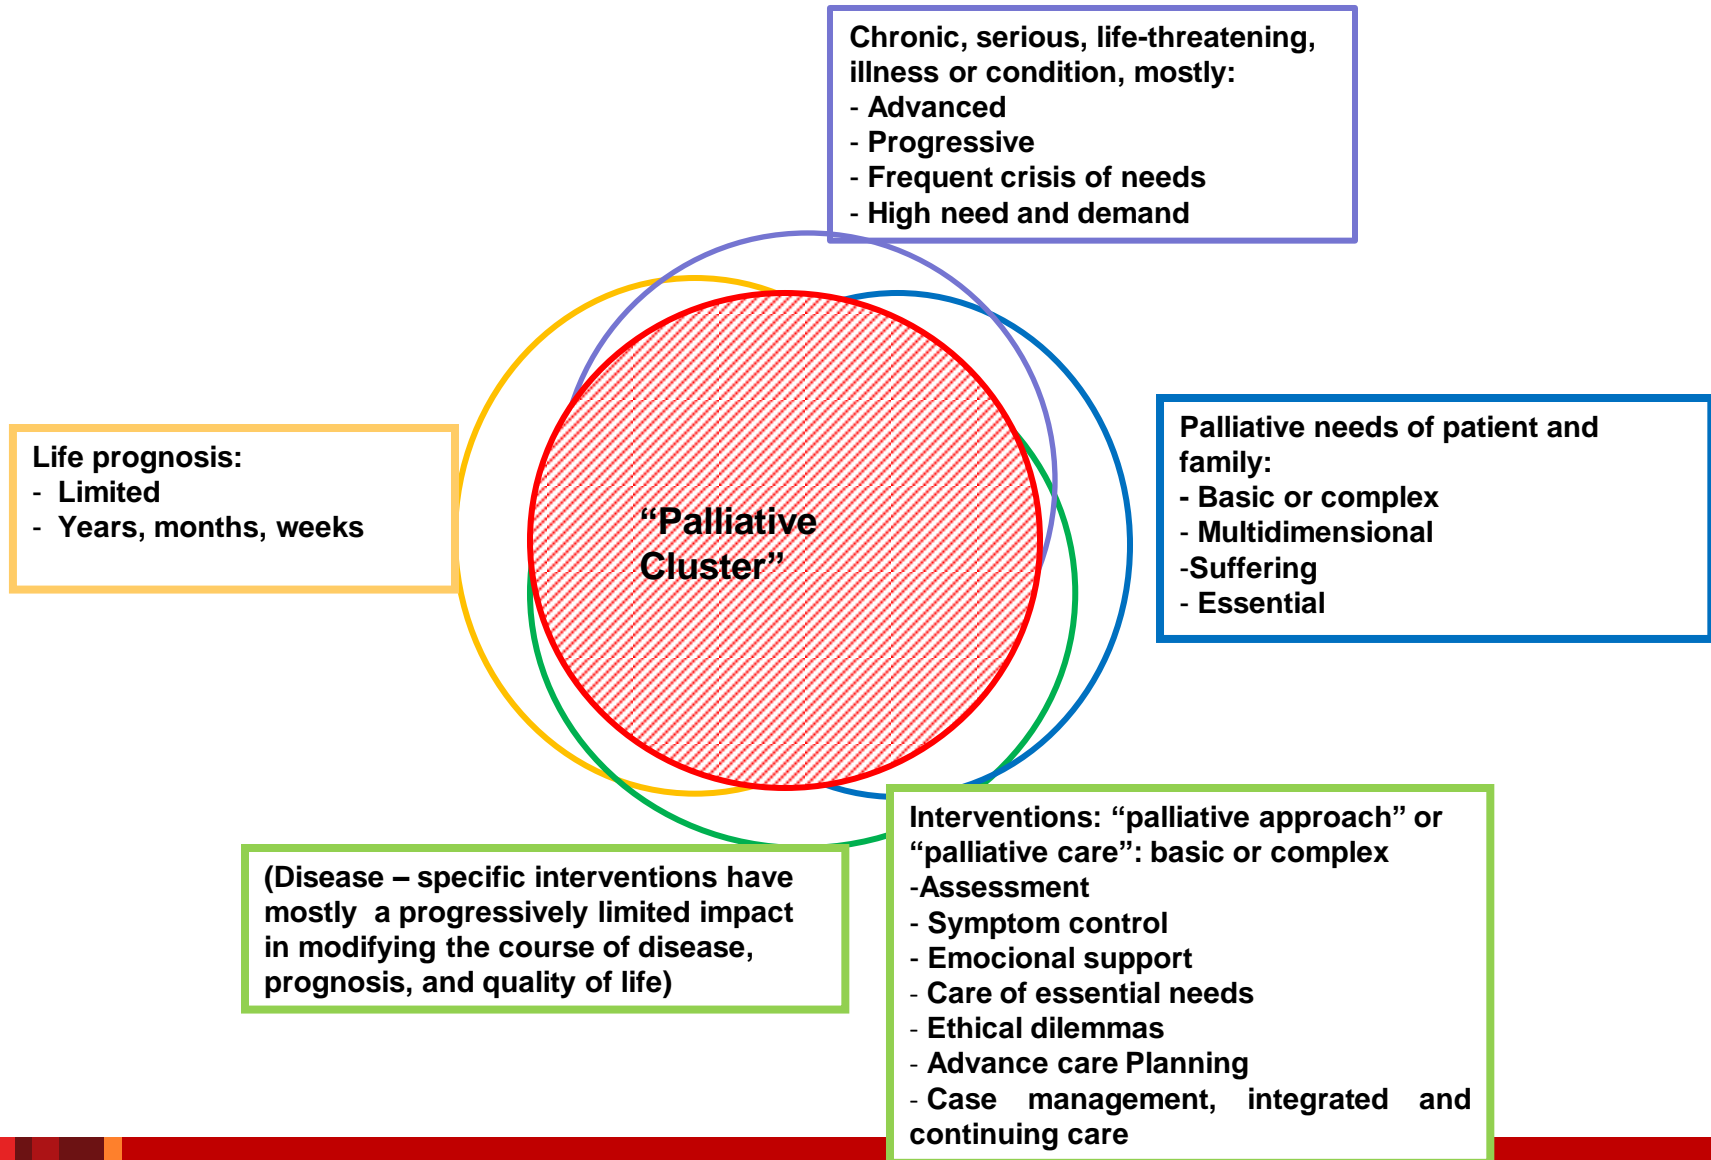 Chronic, serious, life-threatening,
illness or condition, mostly:
- Advanced
- Progressive
- Frequent crisis of needs
- High need and demand
Life prognosis:
- Limited
- Years, months, weeks
“Palliative
Cluster”
Palliative needs of patient and
family:
- Basic or complex
- Multidimensional
-Suffering
- Essential
(Disease – specific interventions have
mostly a progressively limited impact
in modifying the course of disease,
prognosis, and quality of life)
Interventions: “palliative approach” or
“palliative care”: basic or complex
-Assessment
- Symptom control
- Emocional support
- Care of essential needs
- Ethical dilemmas
- Advance care Planning
- Case management, integrated and
continuing care